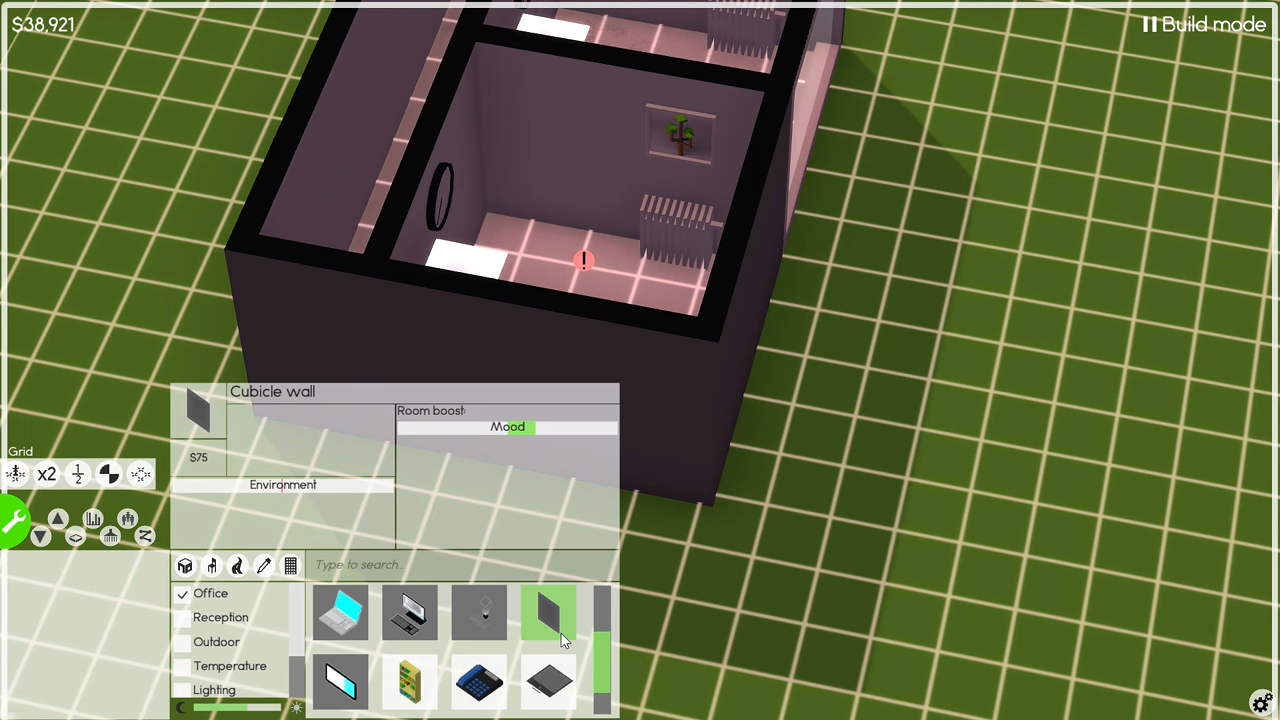 $38,921
Build mode
!
Cubicle wall
Room boost:
Mood
$75
Environment
Grid
x2
1/2
Type to search...
Office
Reception
Outdoor
Temperature
Lighting